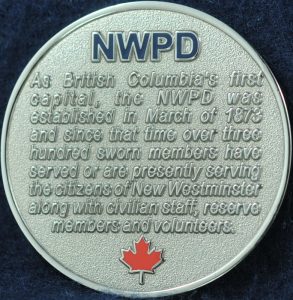 NWPD
As British Columbia's first
capital, the NWPD was
established in March of 1873
and since that time over three
hundred sworn members have
served or are presently serving
the citizens of New Westminster
along with civilian staff, reserve
members and volunteers.